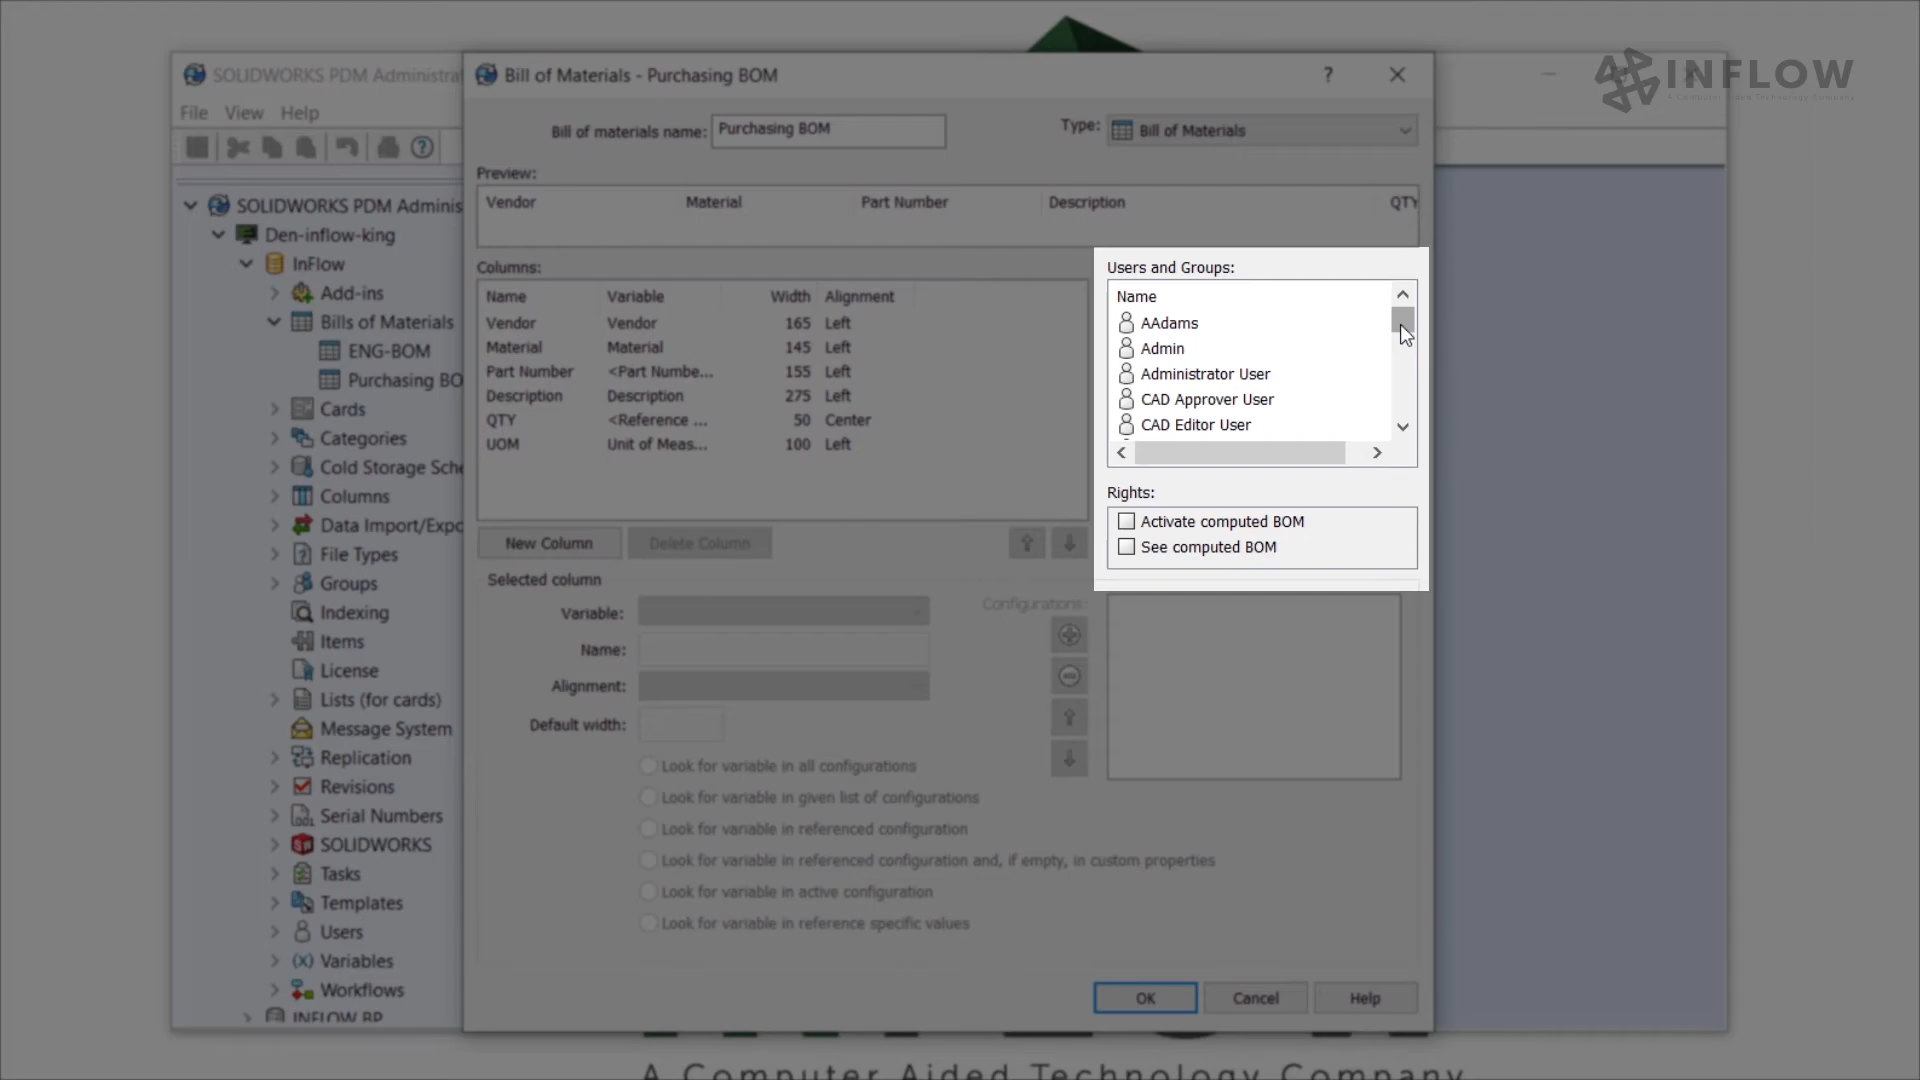 SOLIDWORKS PDM Administra
File View Help
SOLIDWORKS PDM Adminis
Den-inflow-king
InFlow
Add-ins
Bills of Materials
ENG-BOM
Purchasing BO
Cards
Categories
Cold Storage Sche
Columns
Data Import/Expo
File Types
Groups
Indexing
Items
License
Lists (for cards)
Message System
Replication
Revisions
Serial Numbers
SOLIDWORKS
Tasks
Templates
Users
Variables
Workflows
INFLOW BP
Bill of Materials - Purchasing BOM
Bill of materials name: Purchasing BOM
Type: Bill of Materials
Preview:
Vendor Material Part Number Description QTY
Columns:
Name Variable Width Alignment
Vendor Vendor 165 Left
Material Material 145 Left
Part Number <Part Numbe... 155 Left
Description Description 275 Left
QTY <Reference ... 50 Center
UOM Unit of Meas... 100 Left
New Column Delete Column
Users and Groups:
Name
AAdams
Admin
Administrator User
CAD Approver User
CAD Editor User
Rights:
Activate computed BOM
See computed BOM
Selected column
Variable:
Name:
Alignment:
Default width:
Configurations:
Look for variable in all configurations
Look for variable in given list of configurations
Look for variable in referenced configuration
Look for variable in referenced configuration and, if empty, in custom properties
Look for variable in active configuration
Look for variable in reference specific values
OK Cancel Help
INFLOW
A Computer Aided Technology Company
A Computer Aided Technology Company